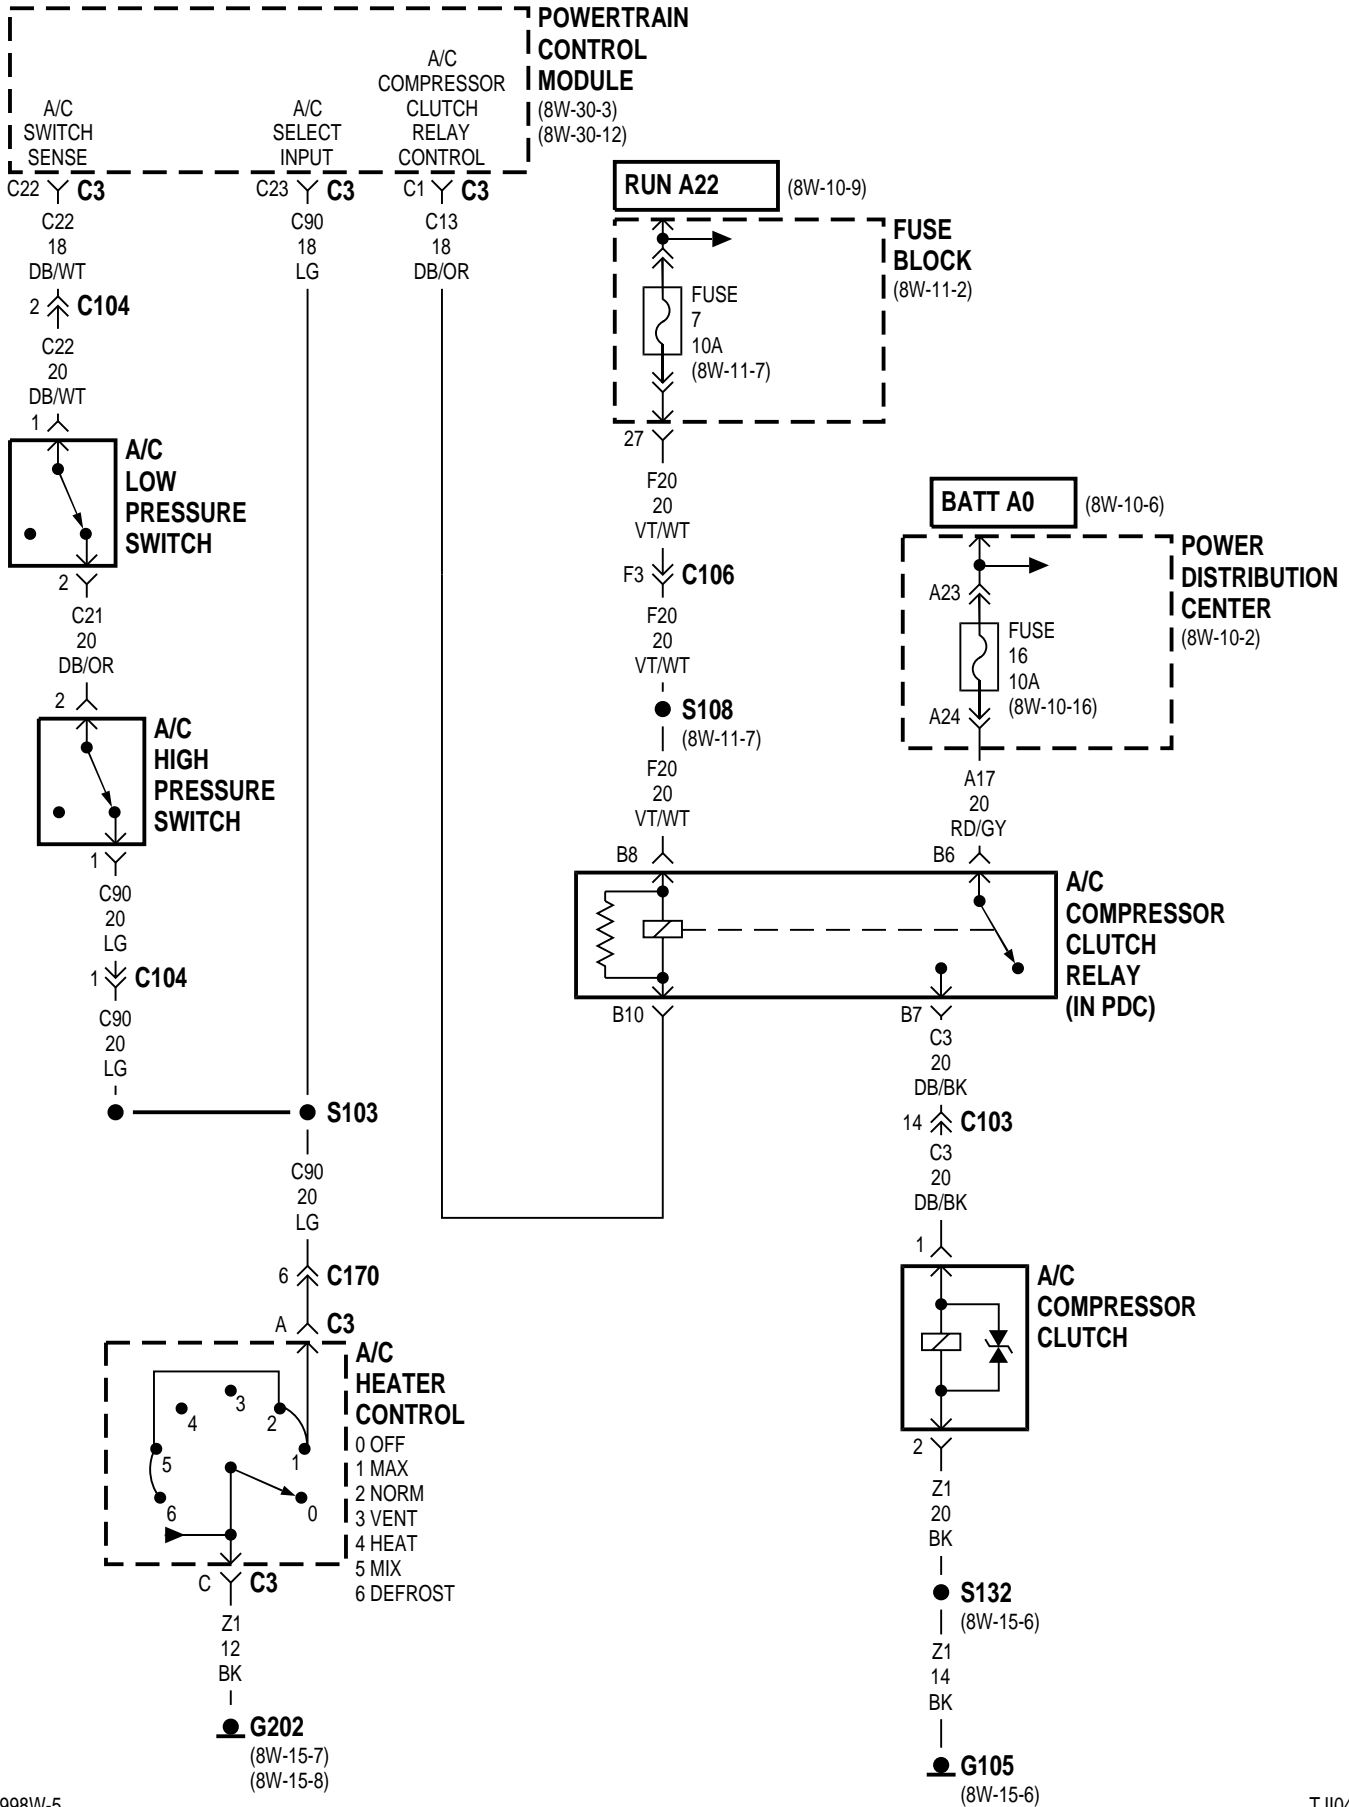 POWERTRAIN
CONTROL
MODULE
(8W-30-3)
(8W-30-12)
A/C
SWITCH
SENSE
A/C
SELECT
INPUT
A/C
COMPRESSOR
CLUTCH
RELAY
CONTROL
C22 C3
C23 C3
C1 C3
C22
18
DB/WT
C90
18
LG
C13
18
DB/OR
2 C104
C22
20
DB/WT
1
A/C
LOW
PRESSURE
SWITCH
2
C21
20
DB/OR
2
A/C
HIGH
PRESSURE
SWITCH
1
C90
20
LG
1 C104
C90
20
LG
S103
C90
20
LG
6 C170
A C3
A/C
HEATER
CONTROL
0 OFF
1 MAX
2 NORM
3 VENT
4 HEAT
5 MIX
6 DEFROST
3
4
2
5
1
6
0
C C3
Z1
12
BK
G202
(8W-15-7)
(8W-15-8)
RUN A22 (8W-10-9)
FUSE
BLOCK
(8W-11-2)
FUSE
7
10A
(8W-11-7)
27
F20
20
VT/WT
F3 C106
F20
20
VT/WT
S108
(8W-11-7)
F20
20
VT/WT
B8
BATT A0 (8W-10-6)
POWER
DISTRIBUTION
CENTER
(8W-10-2)
A23
FUSE
16
10A
(8W-10-16)
A24
A17
20
RD/GY
B6
A/C
COMPRESSOR
CLUTCH
RELAY
(IN PDC)
B10
B7
C3
20
DB/BK
14 C103
C3
20
DB/BK
1
A/C
COMPRESSOR
CLUTCH
2
Z1
20
BK
S132
(8W-15-6)
Z1
14
BK
G105
(8W-15-6)